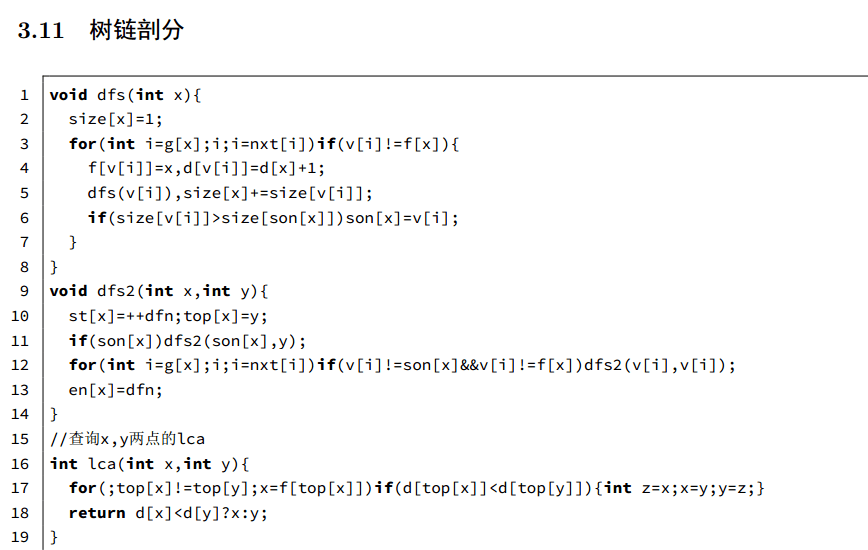 3.11 树链剖分
1 void dfs(int x){
2   size[x]=1;
3   for(int i=g[x];i;i=nxt[i])if(v[i]!=f[x]){
4     f[v[i]]=x,d[v[i]]=d[x]+1;
5     dfs(v[i]),size[x]+=size[v[i]];
6     if(size[v[i]]>size[son[x]])son[x]=v[i];
7   }
8 }
9 void dfs2(int x,int y){
10   st[x]=++dfn;top[x]=y;
11   if(son[x])dfs2(son[x],y);
12   for(int i=g[x];i;i=nxt[i])if(v[i]!=son[x]&&v[i]!=f[x])dfs2(v[i],v[i]);
13   en[x]=dfn;
14 }
15 //查询x,y两点的lca
16 int lca(int x,int y){
17   for(;top[x]!=top[y];x=f[top[x]])if(d[top[x]]<d[top[y]]){int z=x;x=y;y=z;}
18   return d[x]<d[y]?x:y;
19 }